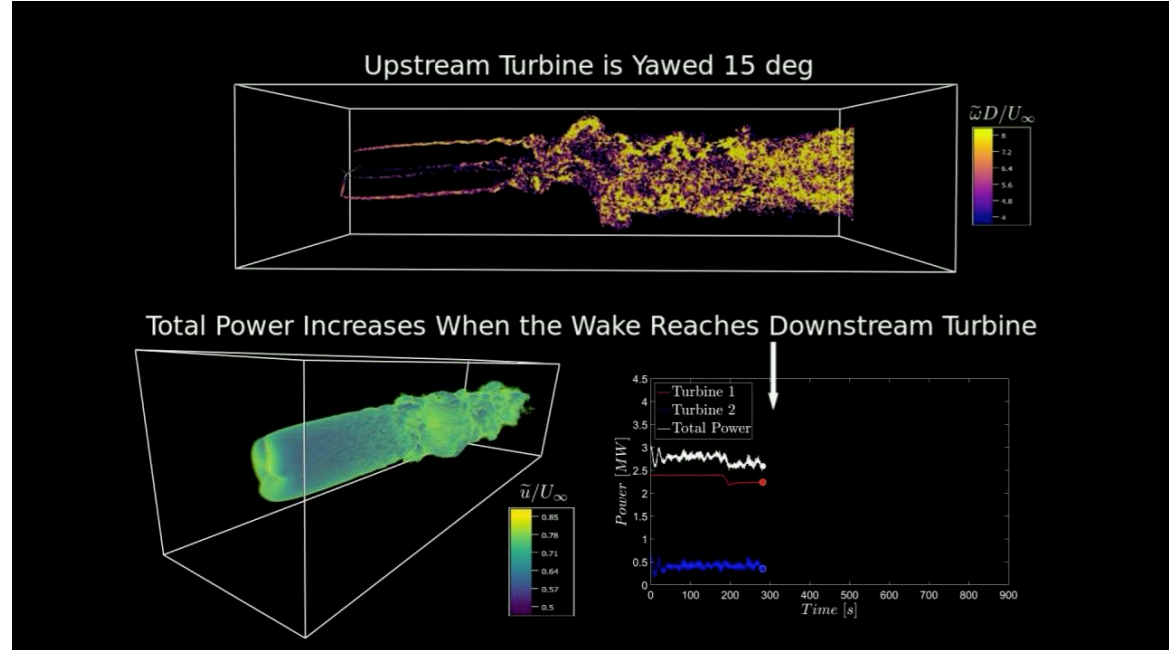 Upstream Turbine is Yawed 15 deg
ω̃D/U∞
8
7.2
6.4
5.6
4.8
4
Total Power Increases When the Wake Reaches Downstream Turbine
ũ/U∞
0.85
0.78
0.71
0.64
0.57
0.5
Turbine 1
Turbine 2
Total Power
Power [MW]
4.5
4
3.5
3
2.5
2
1.5
1
0.5
0
0 100 200 300 400 500 600 700 800 900
Time [s]